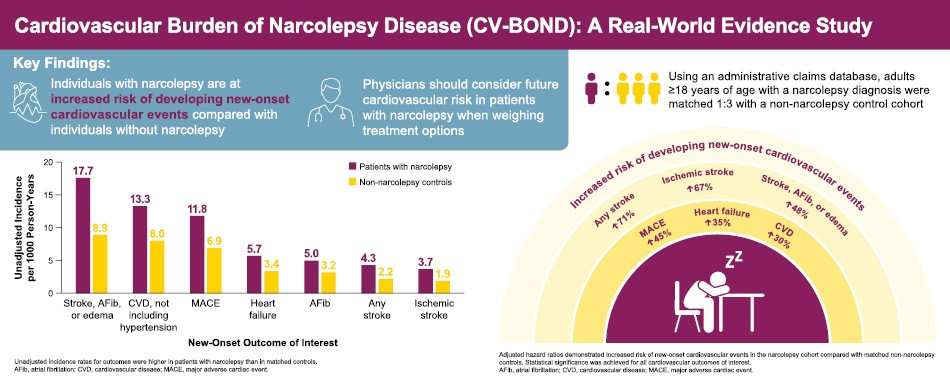 Cardiovascular Burden of Narcolepsy Disease (CV-BOND): A Real-World Evidence Study
Key Findings:
Individuals with narcolepsy are at
increased risk of developing new-onset
cardiovascular events compared with
individuals without narcolepsy
Physicians should consider future
cardiovascular risk in patients
with narcolepsy when weighing
treatment options
:
Using an administrative claims database, adults
≥18 years of age with a narcolepsy diagnosis were
matched 1:3 with a non-narcolepsy control cohort
Unadjusted Incidence
per 1000 Person-Years
20
15
10
5
0
Patients with narcolepsy
Non-narcolepsy controls
17.7
8.9
13.3
8.0
11.8
6.9
5.7
3.4
5.0
3.2
4.3
2.2
3.7
1.9
Stroke, AFib,
or edema
CVD, not
including
hypertension
MACE
Heart
failure
AFib
Any
stroke
Ischemic
stroke
New-Onset Outcome of Interest
Unadjusted incidence rates for outcomes were higher in patients with narcolepsy than in matched controls.
AFib, atrial fibrillation; CVD, cardiovascular disease; MACE, major adverse cardiac event.
Increased risk of developing new-onset cardiovascular events
Any stroke
↑71%
Ischemic stroke
↑67%
Stroke, AFib, or edema
↑48%
MACE
↑45%
Heart failure
↑35%
CVD
↑30%
ZZ
Adjusted hazard ratios demonstrated increased risk of new-onset cardiovascular events in the narcolepsy cohort compared with matched non-narcolepsy
controls. Statistical significance was achieved for all cardiovascular outcomes of interest.
AFib, atrial fibrillation; CVD, cardiovascular disease; MACE, major adverse cardiac event.